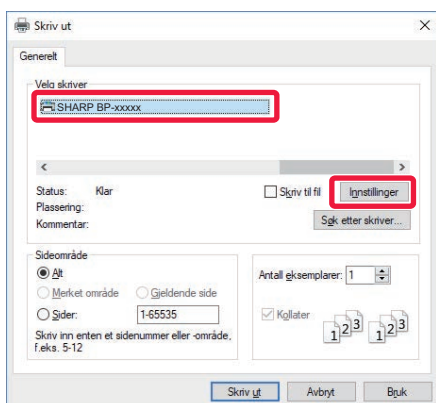 Skriv ut
Generelt
Velg skriver
SHARP BP-xxxxx
Status: Klar
Skriv til fil
Innstillinger
Plassering:
Kommentar:
Søk etter skriver...
Sideområde
Alt
Merket område
Gjeldende side
Sider: 1-65535
Skriv inn enten et sidenummer eller -område,
f.eks. 5-12
Antall eksemplarer: 1
Kollater
1 2 3 1 2 3
Skriv ut Avbryt Bruk